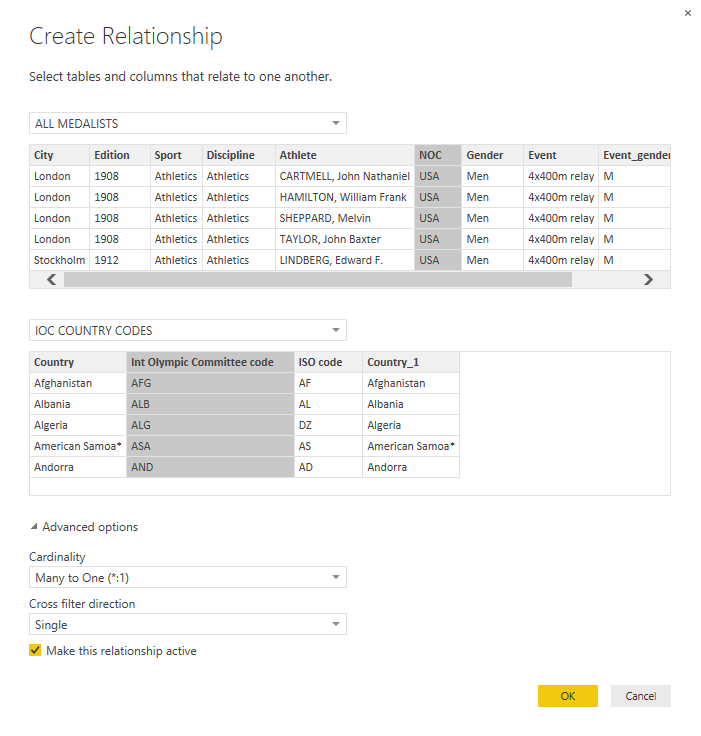 ×
Create Relationship
Select tables and columns that relate to one another.
ALL MEDALISTS
City Edition Sport Discipline Athlete NOC Gender Event Event_gender
London 1908 Athletics Athletics CARTMELL, John Nathaniel USA Men 4x400m relay M
London 1908 Athletics Athletics HAMILTON, William Frank USA Men 4x400m relay M
London 1908 Athletics Athletics SHEPPARD, Melvin USA Men 4x400m relay M
London 1908 Athletics Athletics TAYLOR, John Baxter USA Men 4x400m relay M
Stockholm 1912 Athletics Athletics LINDBERG, Edward F. USA Men 4x400m relay M
IOC COUNTRY CODES
Country Int Olympic Committee code ISO code Country_1
Afghanistan AFG AF Afghanistan
Albania ALB AL Albania
Algeria ALG DZ Algeria
American Samoa* ASA AS American Samoa*
Andorra AND AD Andorra
Advanced options
Cardinality
Many to One (*:1)
Cross filter direction
Single
Make this relationship active
OK Cancel